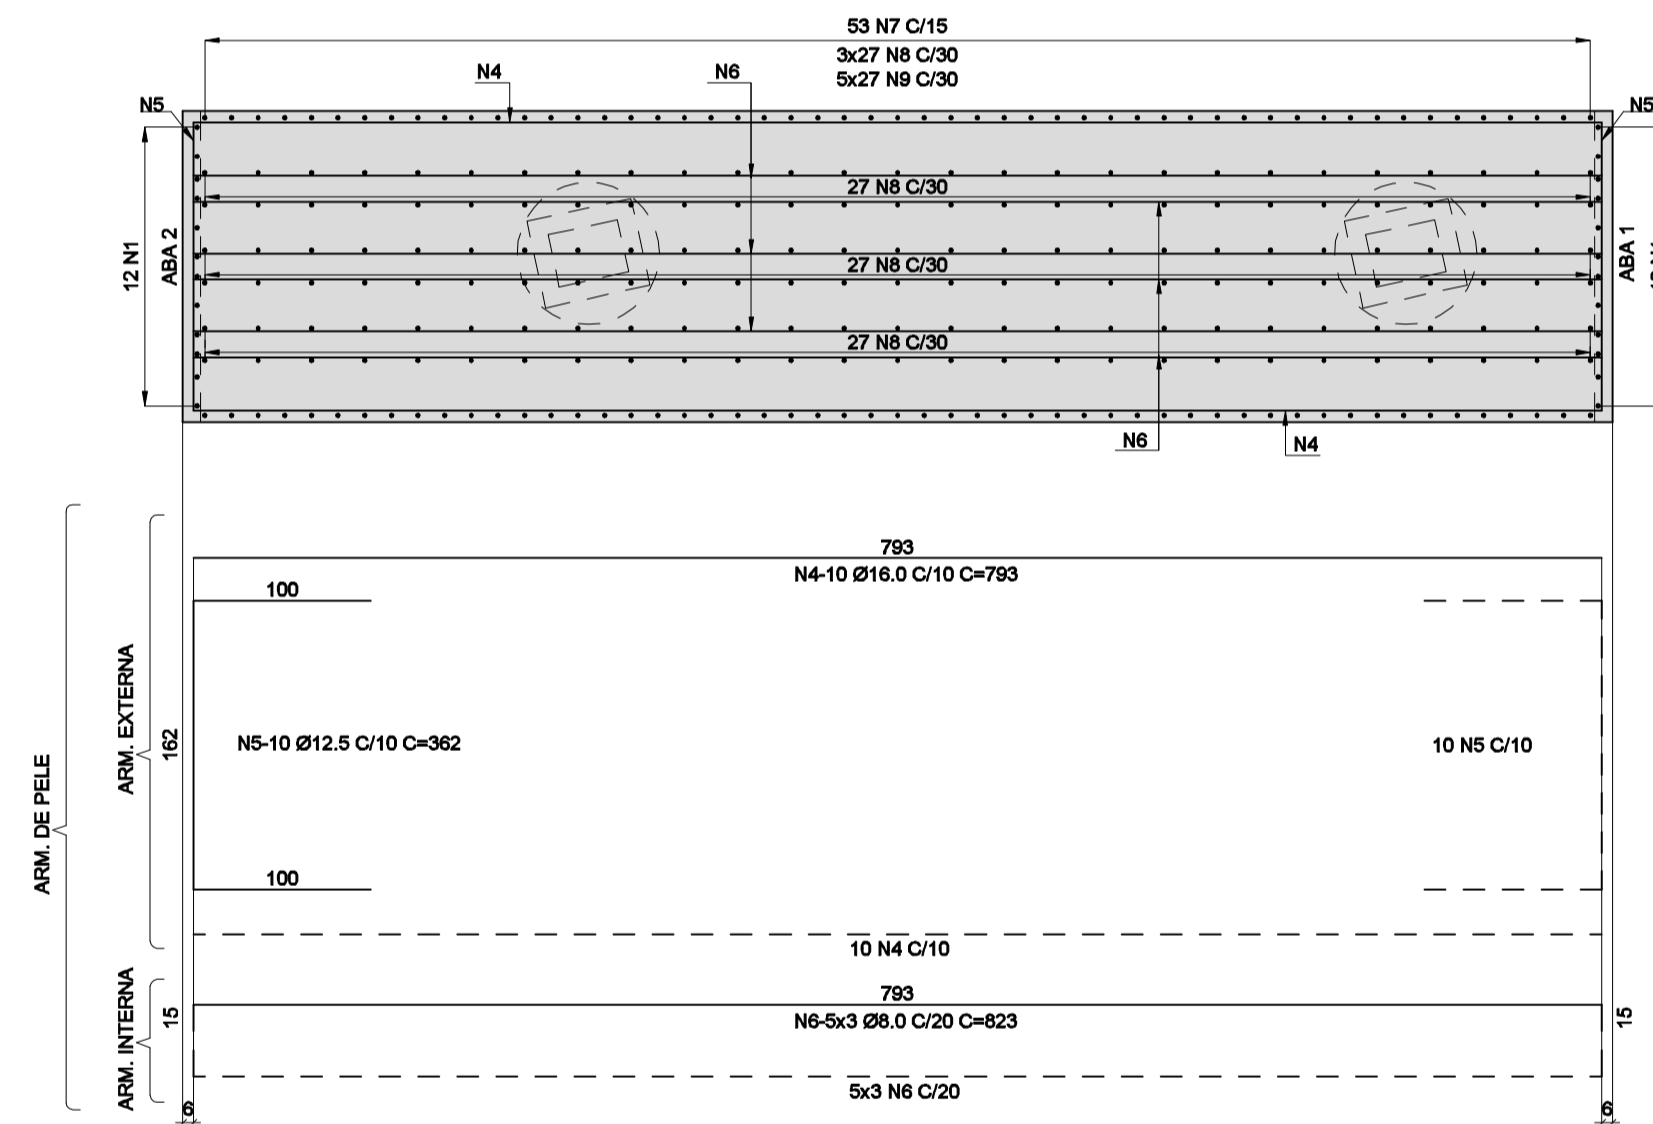 53 N7 C/15
3x27 N8 C/30
5x27 N9 C/30
N4
N6
N5
N5
27 N8 C/30
12 N1
ABA 2
ABA 1
27 N8 C/30
27 N8 C/30
N6
N4
793
N4-10 Ø16.0 C/10 C=793
100
ARM. DE PELE
ARM. EXTERNA
162
N5-10 Ø12.5 C/10 C=362
10 N5 C/10
100
10 N4 C/10
ARM. INTERNA
15
793
N6-5x3 Ø8.0 C/20 C=823
15
5x3 N6 C/20
6
6